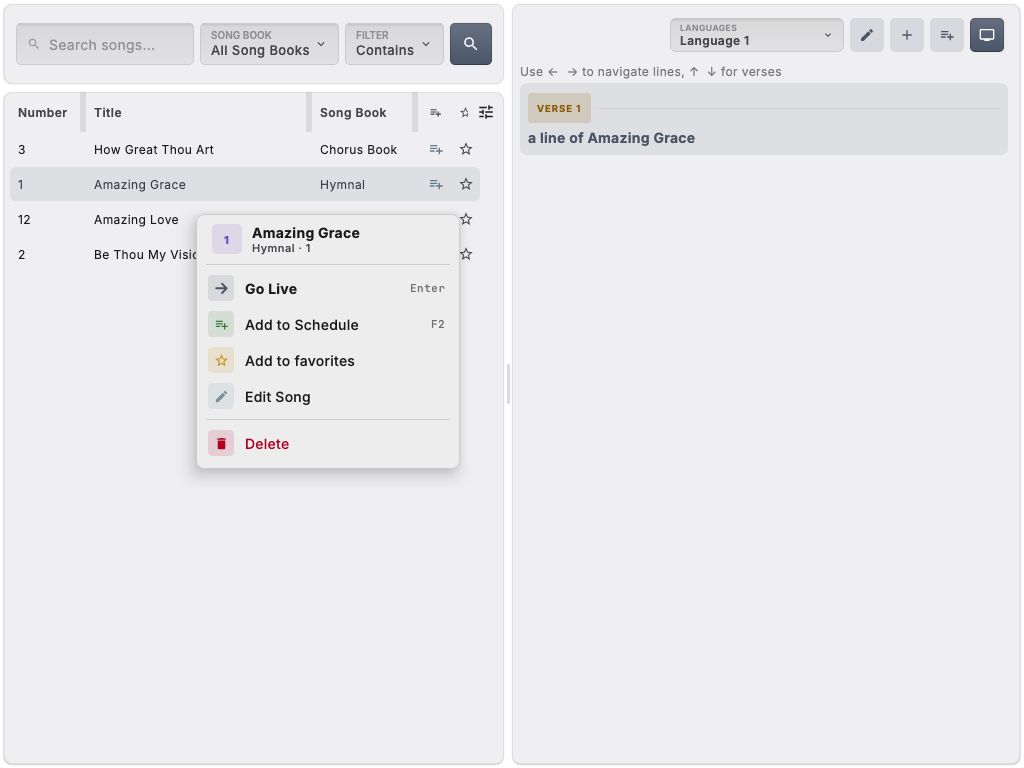 Search songs...
SONG BOOK
All Song Books
FILTER
Contains
Number
Title
Song Book
3
How Great Thou Art
Chorus Book
1
Amazing Grace
Hymnal
12
Amazing Love
2
Be Thou My
1
Amazing Grace
Hymnal · 1
Go Live
Enter
Add to Schedule
F2
Add to favorites
Edit Song
Delete
LANGUAGES
Language 1
Use ← → to navigate lines, ↑ ↓ for verses
VERSE 1
a line of Amazing Grace